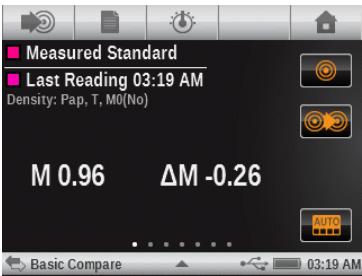 Measured Standard
Last Reading 03:19 AM
Density: Pap, T, M0(No)
M 0.96 ΔM -0.26
AUTO
Basic Compare 03:19 AM